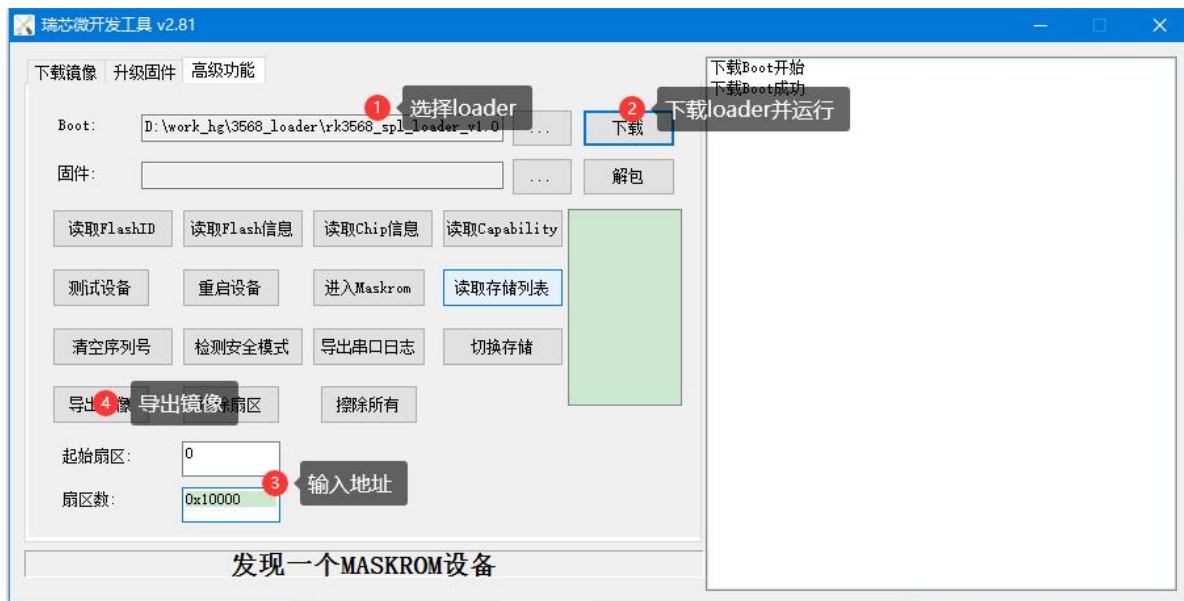 瑞芯微开发工具 v2.81
下载镜像 升级固件 高级功能
1 选择loader
2 下载loader并运行
Boot: D:\work_hg\3568_loader\rk3568_spl_loader_v1.0 ... 下载
固件: ... 解包
读取FlashID 读取Flash信息 读取Chip信息 读取Capability
测试设备 重启设备 进入Maskrom 读取存储列表
清空序列号 检测安全模式 导出串口日志 切换存储
导出 像 4 导出镜像 除扇区 擦除所有
起始扇区: 0
扇区数: 0x10000 3 输入地址
发现一个MASKROM设备
下载Boot开始
下载Boot成功